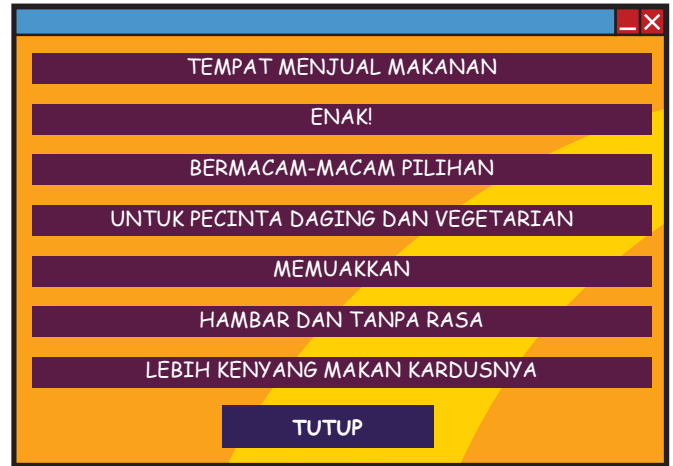 TEMPAT MENJUAL MAKANAN
ENAK!
BERMACAM-MACAM PILIHAN
UNTUK PECINTA DAGING DAN VEGETARIAN
MEMUAKKAN
HAMBAR DAN TANPA RASA
LEBIH KENYANG MAKAN KARDUSNYA
TUTUP